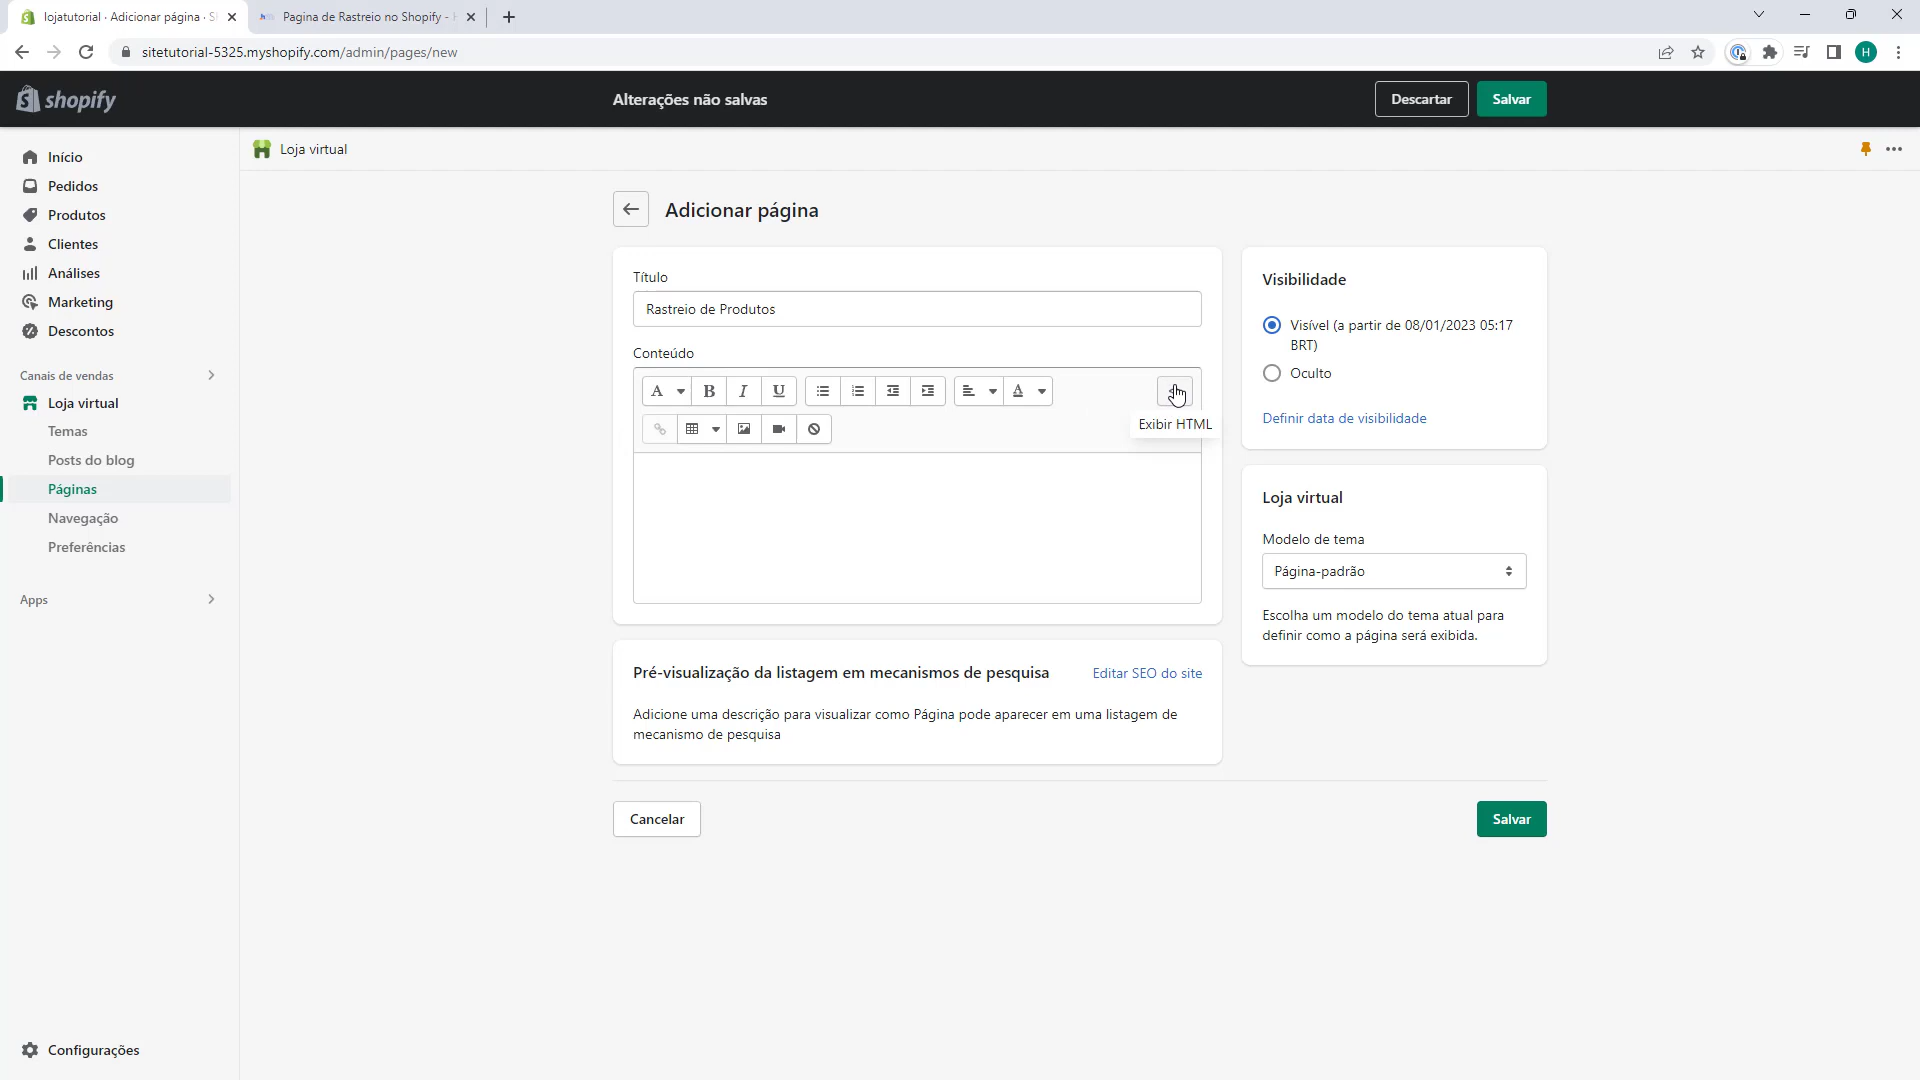 lojatutorial · Adicionar página · S
Pagina de Rastreio no Shopify -
sitetutorial-5325.myshopify.com/admin/pages/new
H
shopify
Alterações não salvas
Descartar
Salvar
Início
Pedidos
Produtos
Clientes
Análises
Marketing
Descontos
Canais de vendas
Loja virtual
Temas
Posts do blog
Páginas
Navegação
Preferências
Apps
Configurações
Loja virtual
Adicionar página
Título
Rastreio de Produtos
Conteúdo
A
B
I
U
A
Exibir HTML
Pré-visualização da listagem em mecanismos de pesquisa
Editar SEO do site
Adicione uma descrição para visualizar como Página pode aparecer em uma listagem de
mecanismo de pesquisa
Visibilidade
Visível (a partir de 08/01/2023 05:17
BRT)
Oculto
Definir data de visibilidade
Loja virtual
Modelo de tema
Página-padrão
Escolha um modelo do tema atual para
definir como a página será exibida.
Cancelar
Salvar